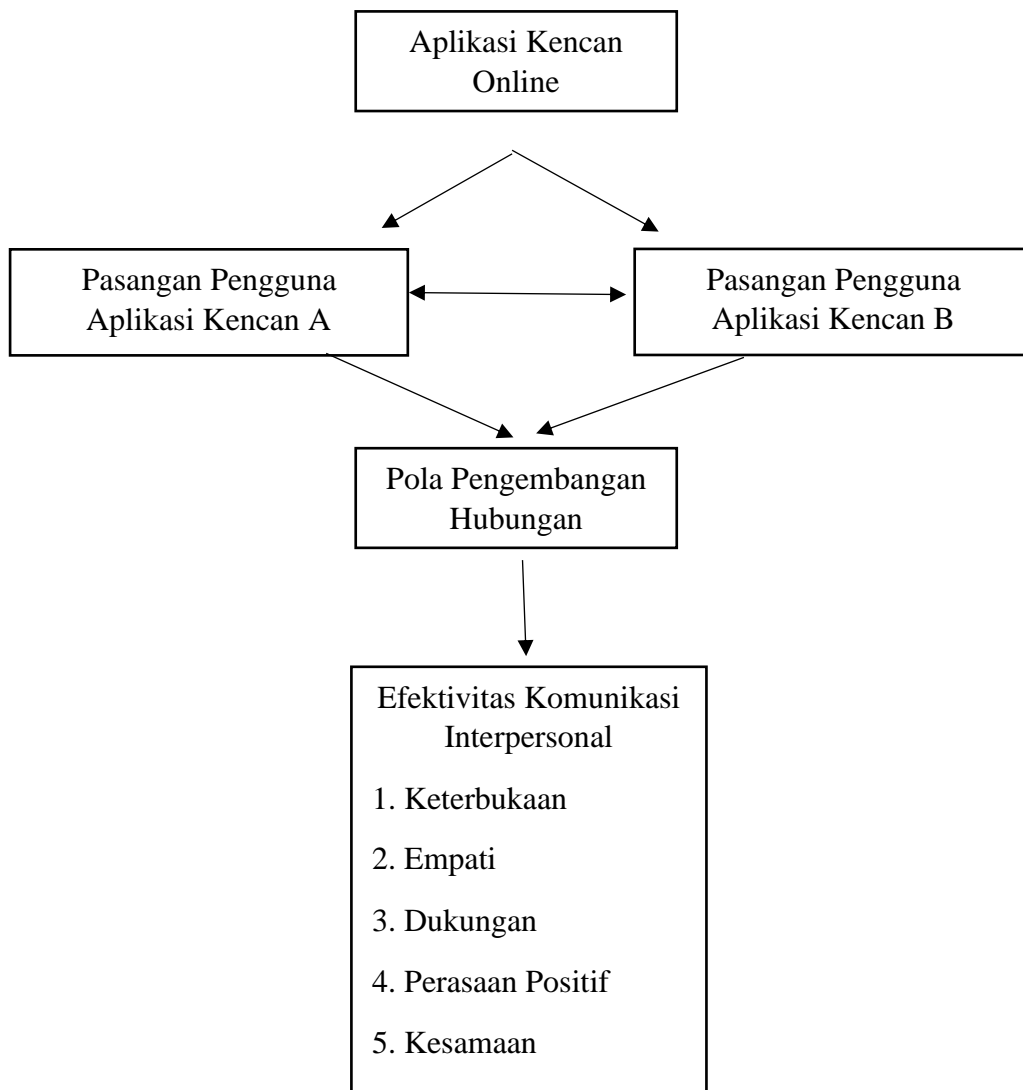 Aplikasi Kencan
Online
Pasangan Pengguna
Aplikasi Kencan A
Pasangan Pengguna
Aplikasi Kencan B
Pola Pengembangan
Hubungan
Efektivitas Komunikasi
Interpersonal
1. Keterbukaan
2. Empati
3. Dukungan
4. Perasaan Positif
5. Kesamaan